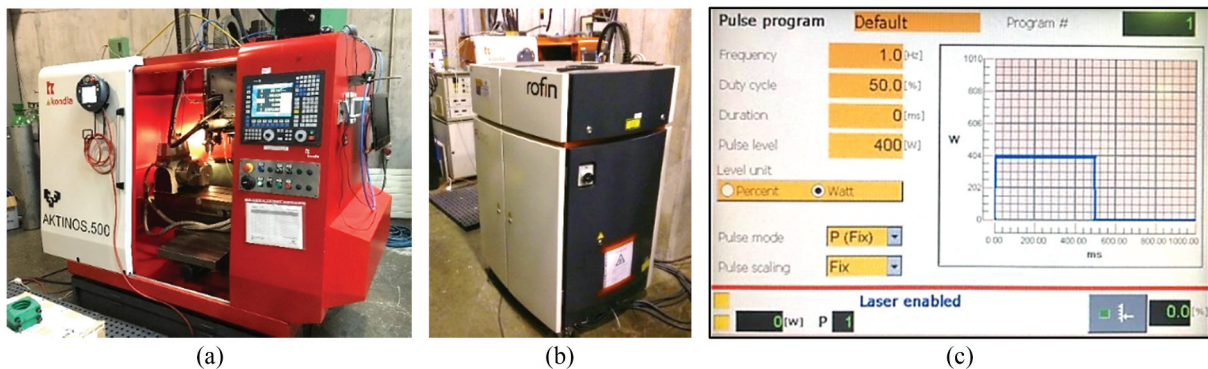 kondia
AKTINOS.500
(a)
rofin
(b)
Pulse program Default Program # 1
Frequency 1.0 [Hz]
Duty cycle 50.0 [%]
Duration 0 [ms]
Pulse level 400 [W]
Level unit
Percent Watt
Pulse mode P (Fix)
Pulse scaling Fix
W
1010
808
606
404
202
0
0.00 200.00 400.00 600.00 800.00 1000.00
ms
Laser enabled
0 [W] P 1 0.0 [%]
(c)